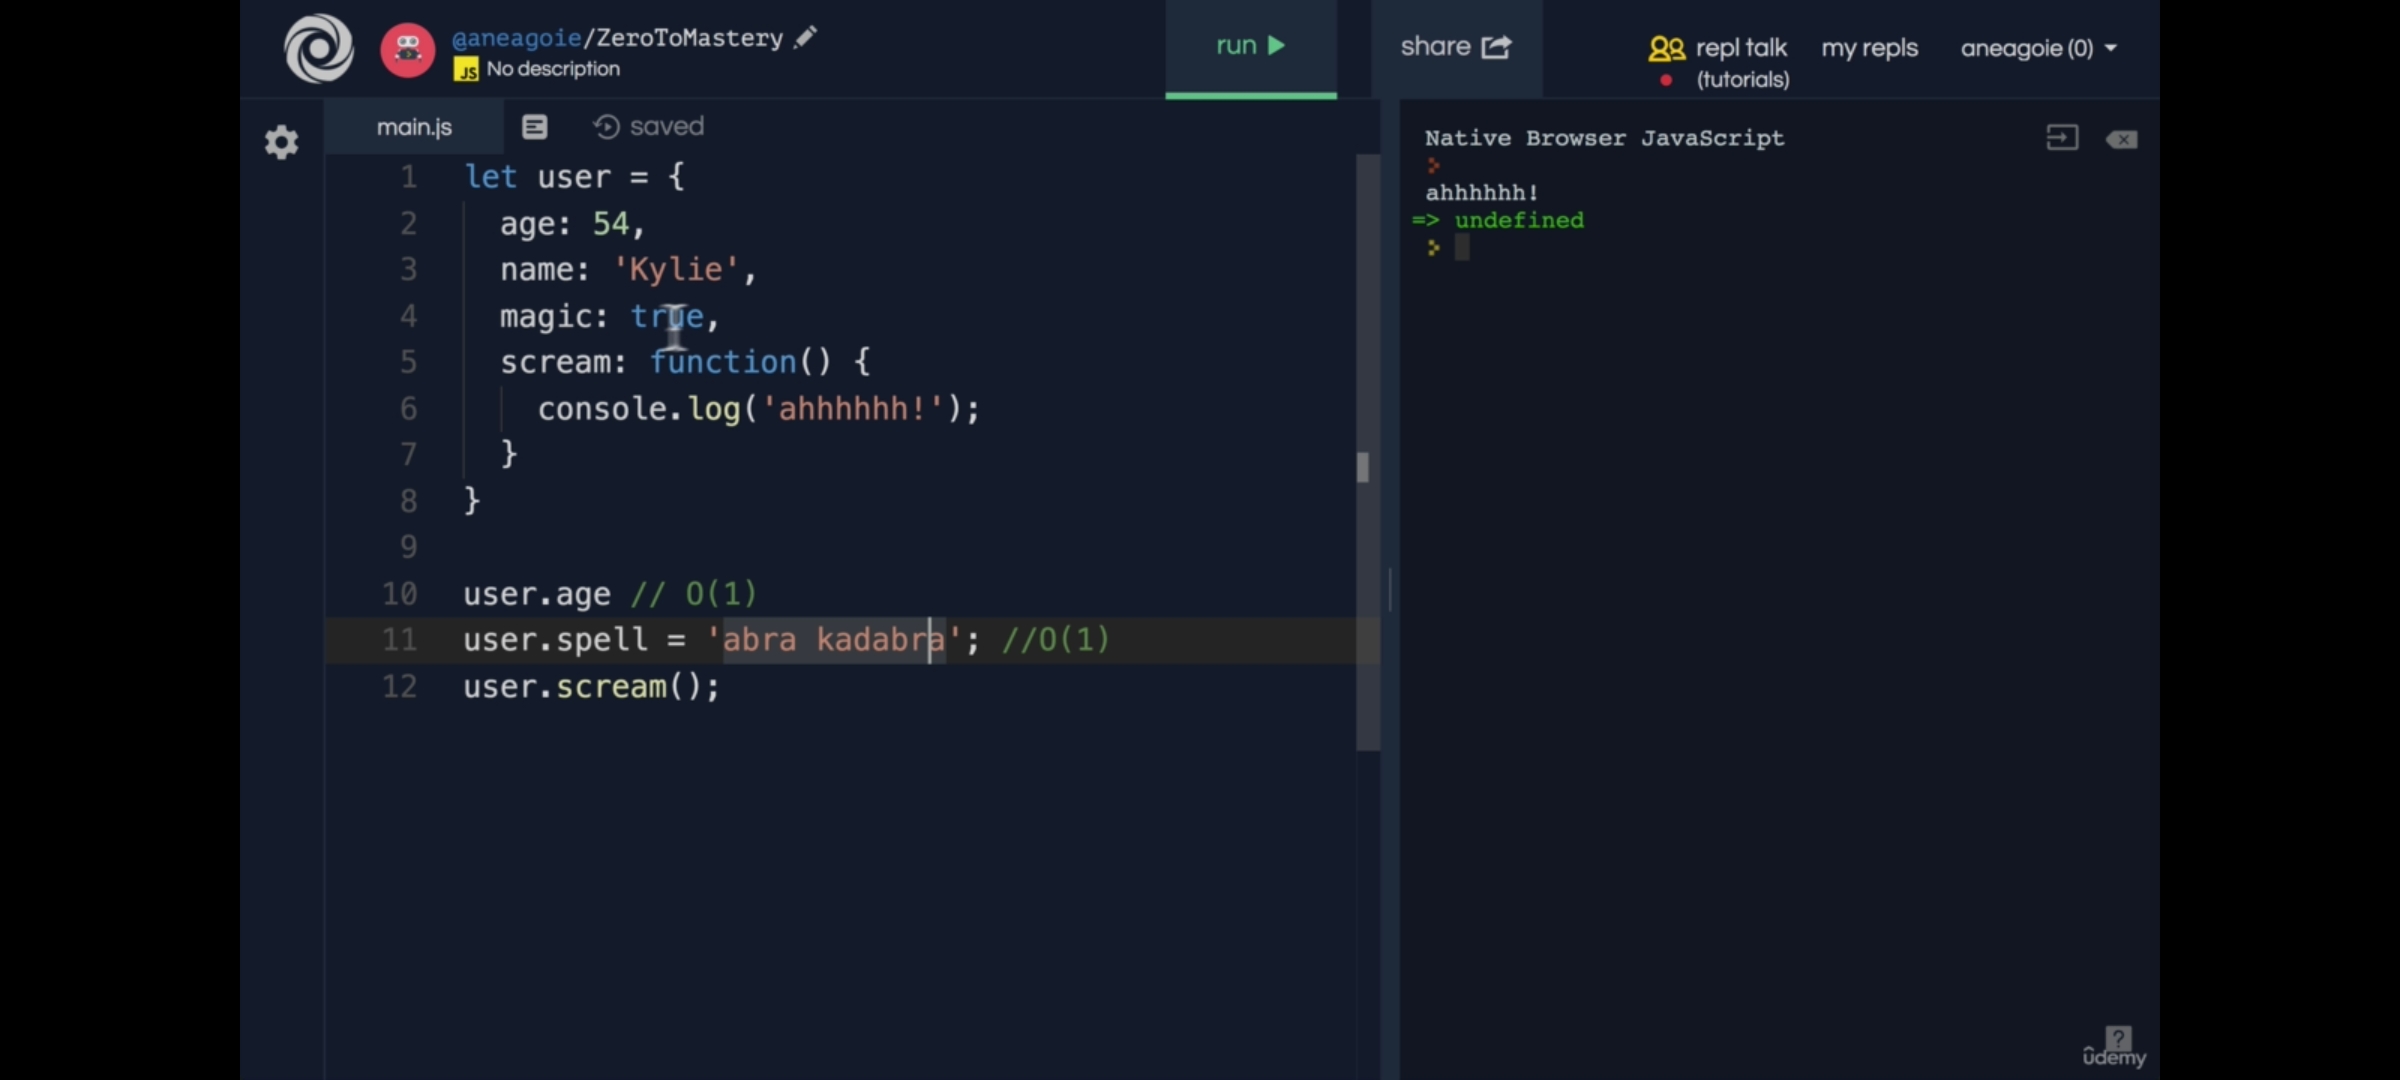 @aneagoie/ZeroToMastery
JS No description
run
share
repl talk
(tutorials)
my repls
aneagoie (0)
main.js
saved
1 let user = {
2 age: 54,
3 name: 'Kylie',
4 magic: true,
5 scream: function() {
6 console.log('ahhhhhh!');
7 }
8 }
9
10 user.age // O(1)
11 user.spell = 'abra kadabra'; //O(1)
12 user.scream();
Native Browser JavaScript
ahhhhhh!
=> undefined
?
ûdemy